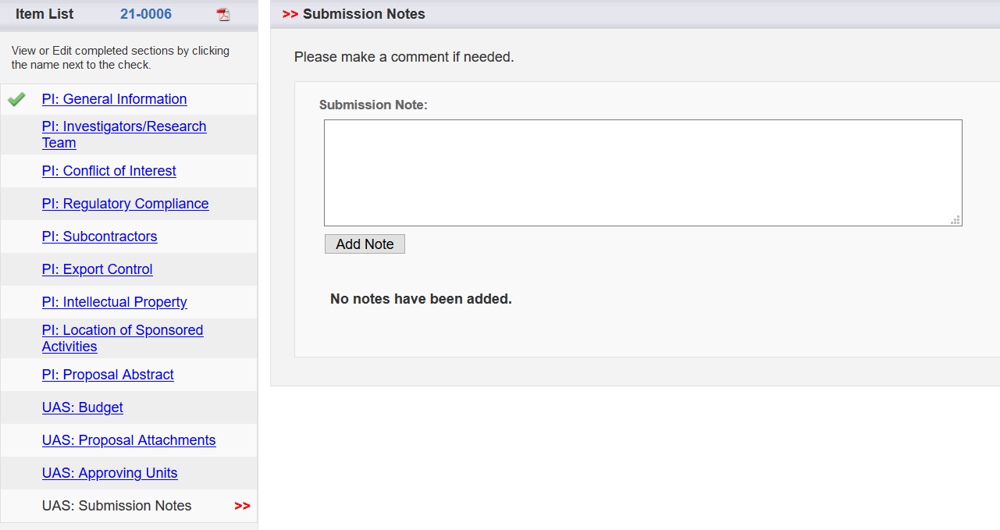 Item List 21-0006
View or Edit completed sections by clicking
the name next to the check.
PI: General Information
PI: Investigators/Research
Team
PI: Conflict of Interest
PI: Regulatory Compliance
PI: Subcontractors
PI: Export Control
PI: Intellectual Property
PI: Location of Sponsored
Activities
PI: Proposal Abstract
UAS: Budget
UAS: Proposal Attachments
UAS: Approving Units
UAS: Submission Notes >>
>> Submission Notes
Please make a comment if needed.
Submission Note:
Add Note
No notes have been added.